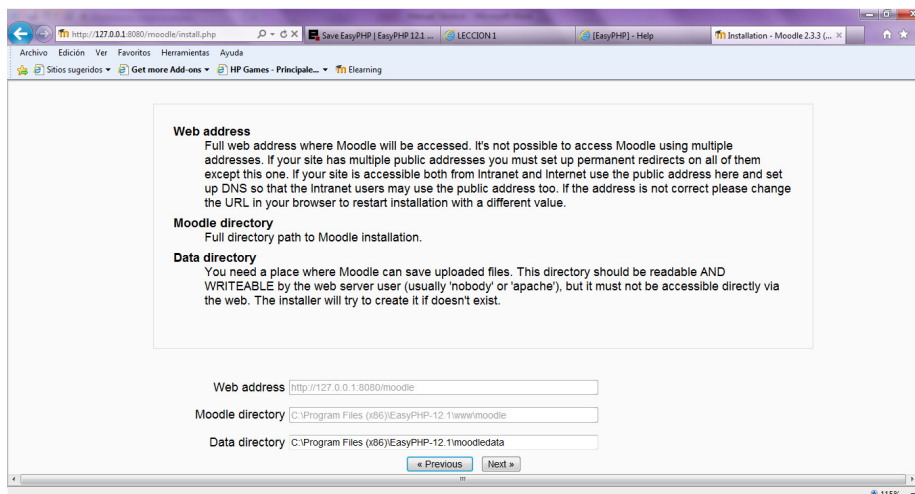 http://127.0.0.1:8080/moodle/install.php
Save EasyPHP | EasyPHP 12.1 ...
LECCION 1
[EasyPHP] - Help
Installation - Moodle 2.3.3 (...
Archivo Edición Ver Favoritos Herramientas Ayuda
Sitios sugeridos Get more Add-ons HP Games - Principale... Elearning
Web address
Full web address where Moodle will be accessed. It's not possible to access Moodle using multiple
addresses. If your site has multiple public addresses you must set up permanent redirects on all of them
except this one. If your site is accessible both from Intranet and Internet use the public address here and set
up DNS so that the Intranet users may use the public address too. If the address is not correct please change
the URL in your browser to restart installation with a different value.
Moodle directory
Full directory path to Moodle installation.
Data directory
You need a place where Moodle can save uploaded files. This directory should be readable AND
WRITEABLE by the web server user (usually 'nobody' or 'apache'), but it must not be accessible directly via
the web. The installer will try to create it if doesn't exist.
Web address http://127.0.0.1:8080/moodle
Moodle directory C:\Program Files (x86)\EasyPHP-12.1\www\moodle
Data directory C:\Program Files (x86)\EasyPHP-12.1\moodledata
« Previous Next »
115%